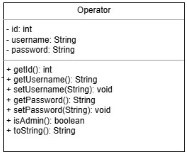 Operator
- id: int
- username: String
- password: String
+ getId(): int
+ getUsername(): String
+ setUsername(String): void
+ getPassword(): String
+ setPassword(String): void
+ isAdmin(): boolean
+ toString(): String